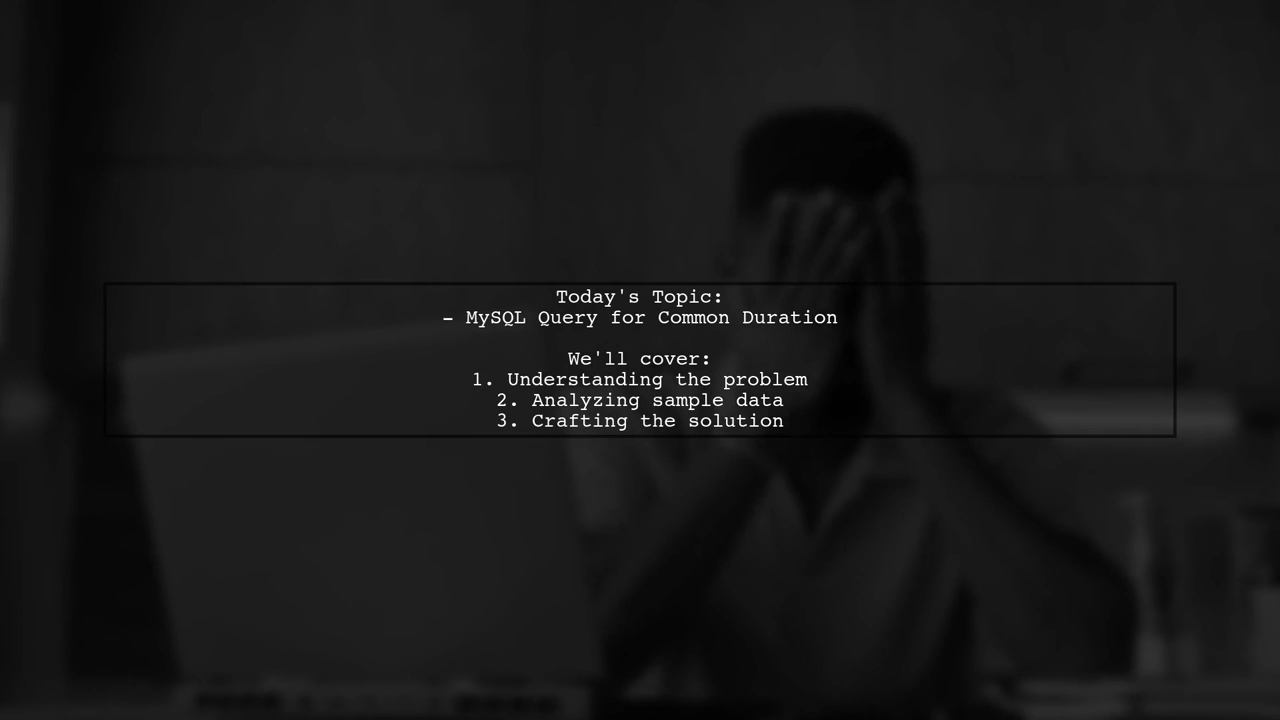 Today's Topic:
- MySQL Query for Common Duration
We'll cover:
1. Understanding the problem
2. Analyzing sample data
3. Crafting the solution